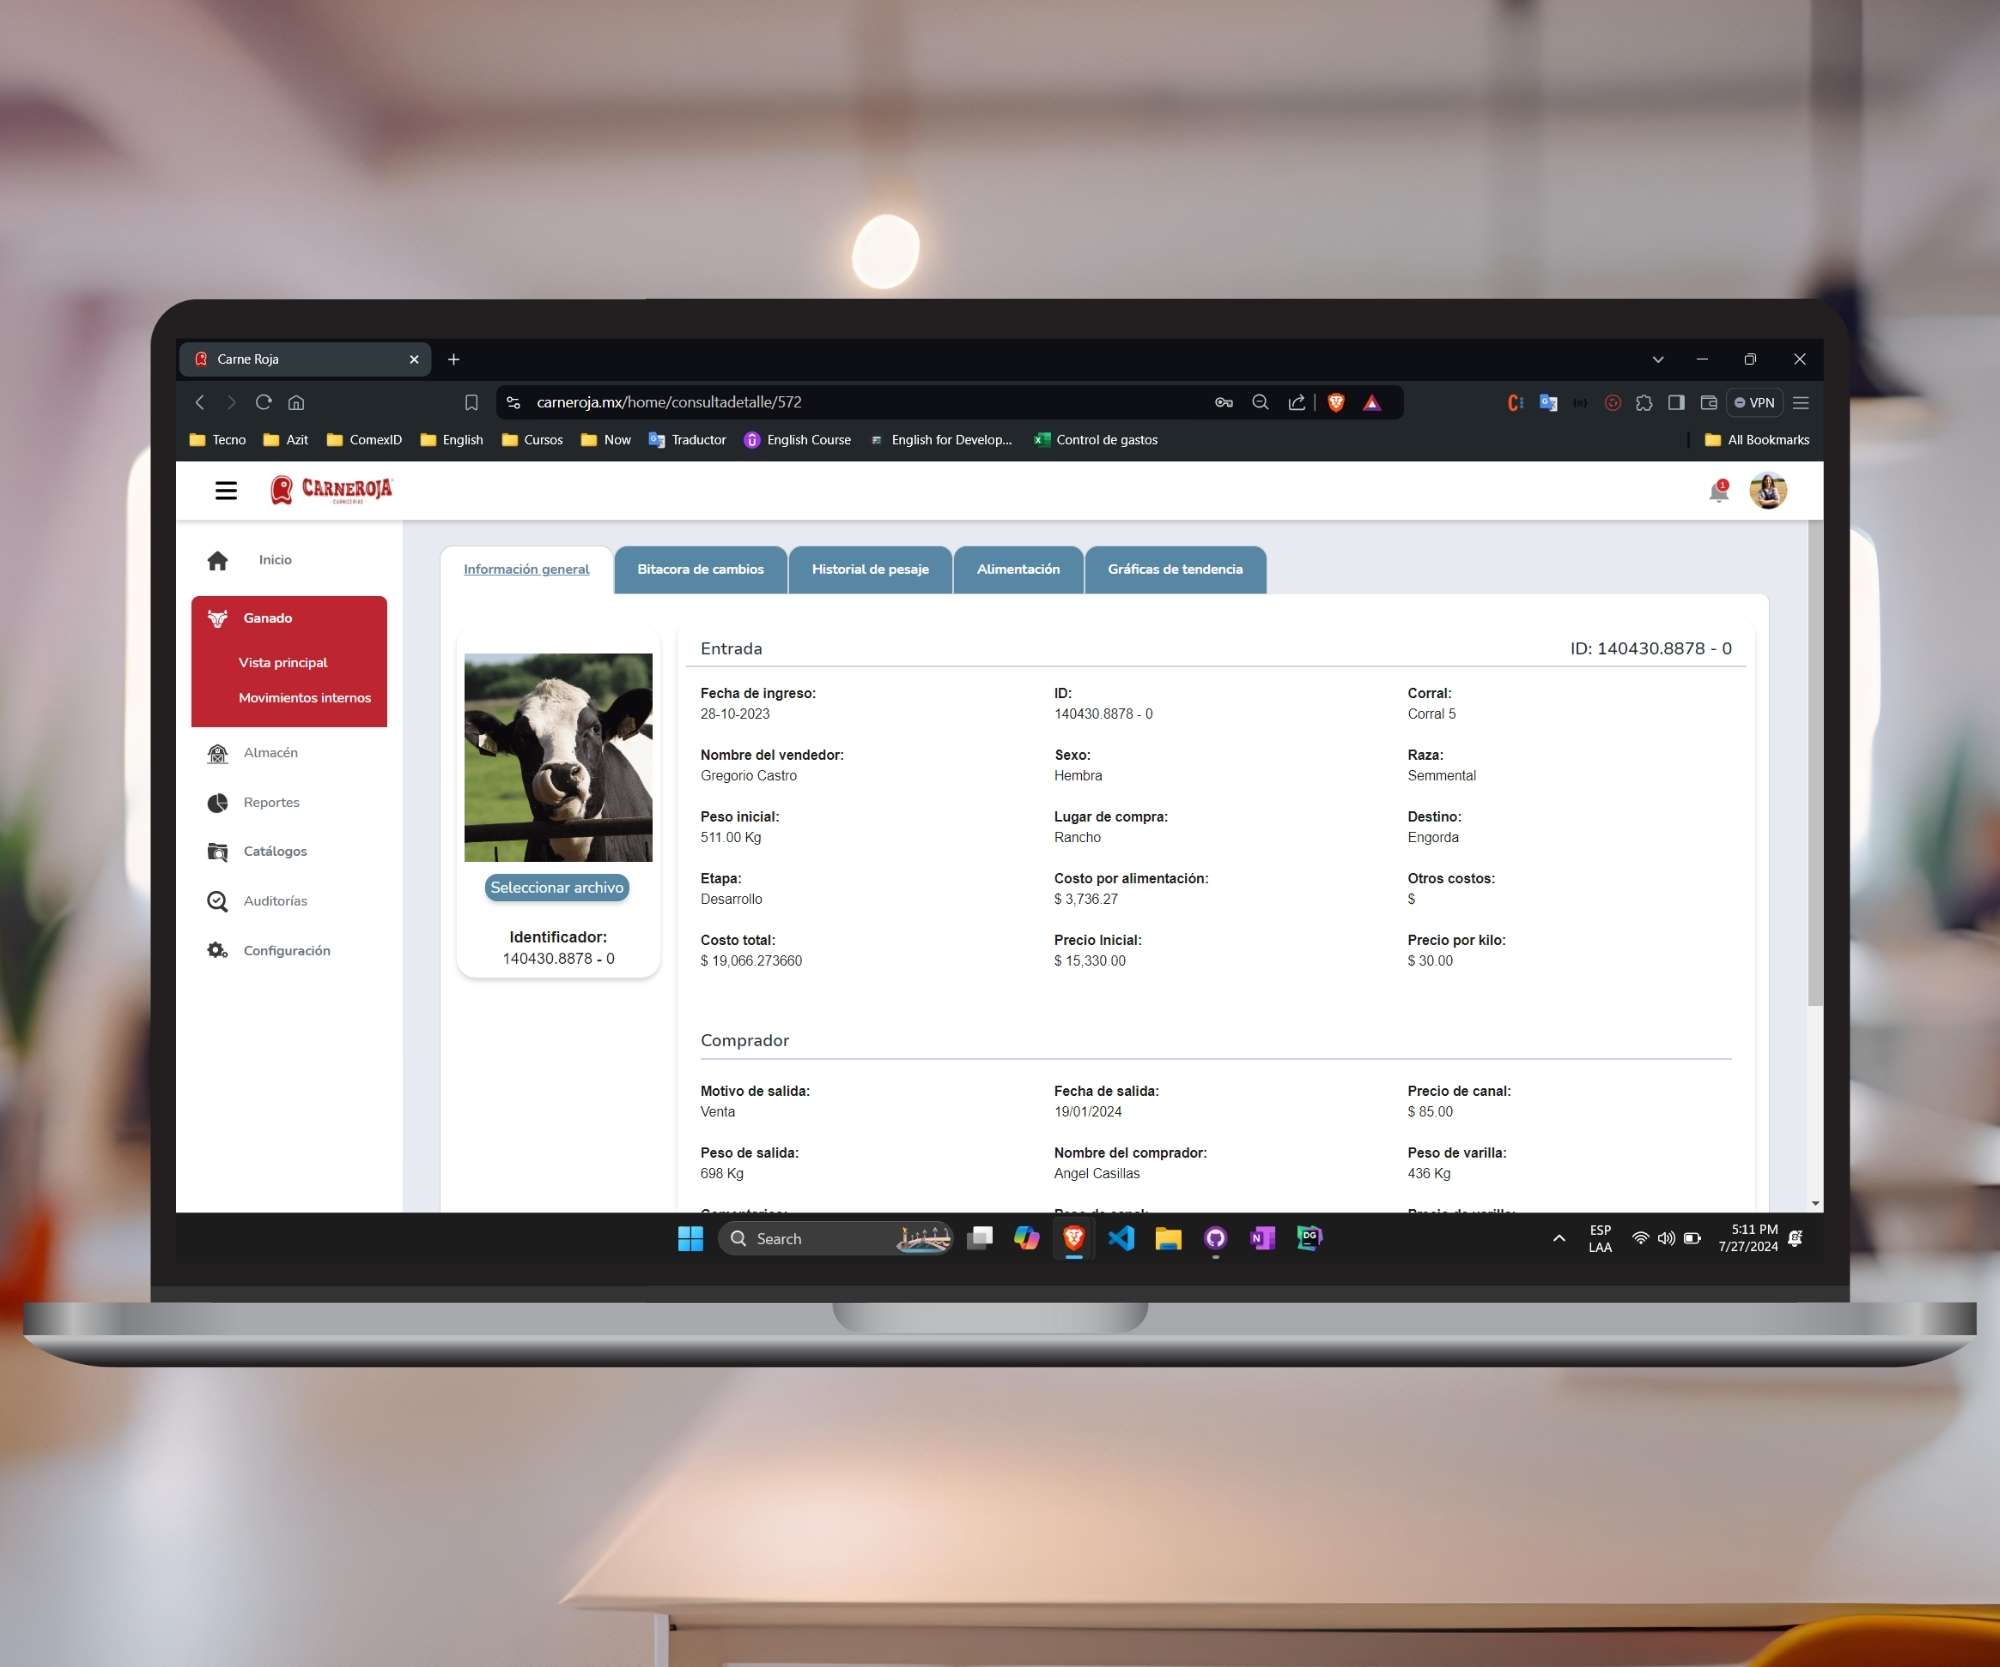 Carne Roja
carneroja.mx/home/consultadetalle/572
VPN
Tecno
Azit
ComexID
English
Cursos
Now
Traductor
English Course
English for Develop...
Control de gastos
All Bookmarks
CARNEROJA
1
Inicio
Ganado
Vista principal
Movimientos internos
Almacén
Reportes
Catálogos
Auditorías
Configuración
Información general
Bitacora de cambios
Historial de pesaje
Alimentación
Gráficas de tendencia
Seleccionar archivo
Identificador:
140430.8878 - 0
Entrada
ID: 140430.8878 - 0
Fecha de ingreso:
28-10-2023
ID:
140430.8878 - 0
Corral:
Corral 5
Nombre del vendedor:
Gregorio Castro
Sexo:
Hembra
Raza:
Semmental
Peso inicial:
511.00 Kg
Lugar de compra:
Rancho
Destino:
Engorda
Etapa:
Desarrollo
Costo por alimentación:
$ 3,736.27
Otros costos:
$
Costo total:
$ 19,066.273660
Precio Inicial:
$ 15,330.00
Precio por kilo:
$ 30.00
Comprador
Motivo de salida:
Venta
Fecha de salida:
19/01/2024
Precio de canal:
$ 85.00
Peso de salida:
698 Kg
Nombre del comprador:
Angel Casillas
Peso de varilla:
436 Kg
Search
ESP
LAA
5:11 PM
7/27/2024